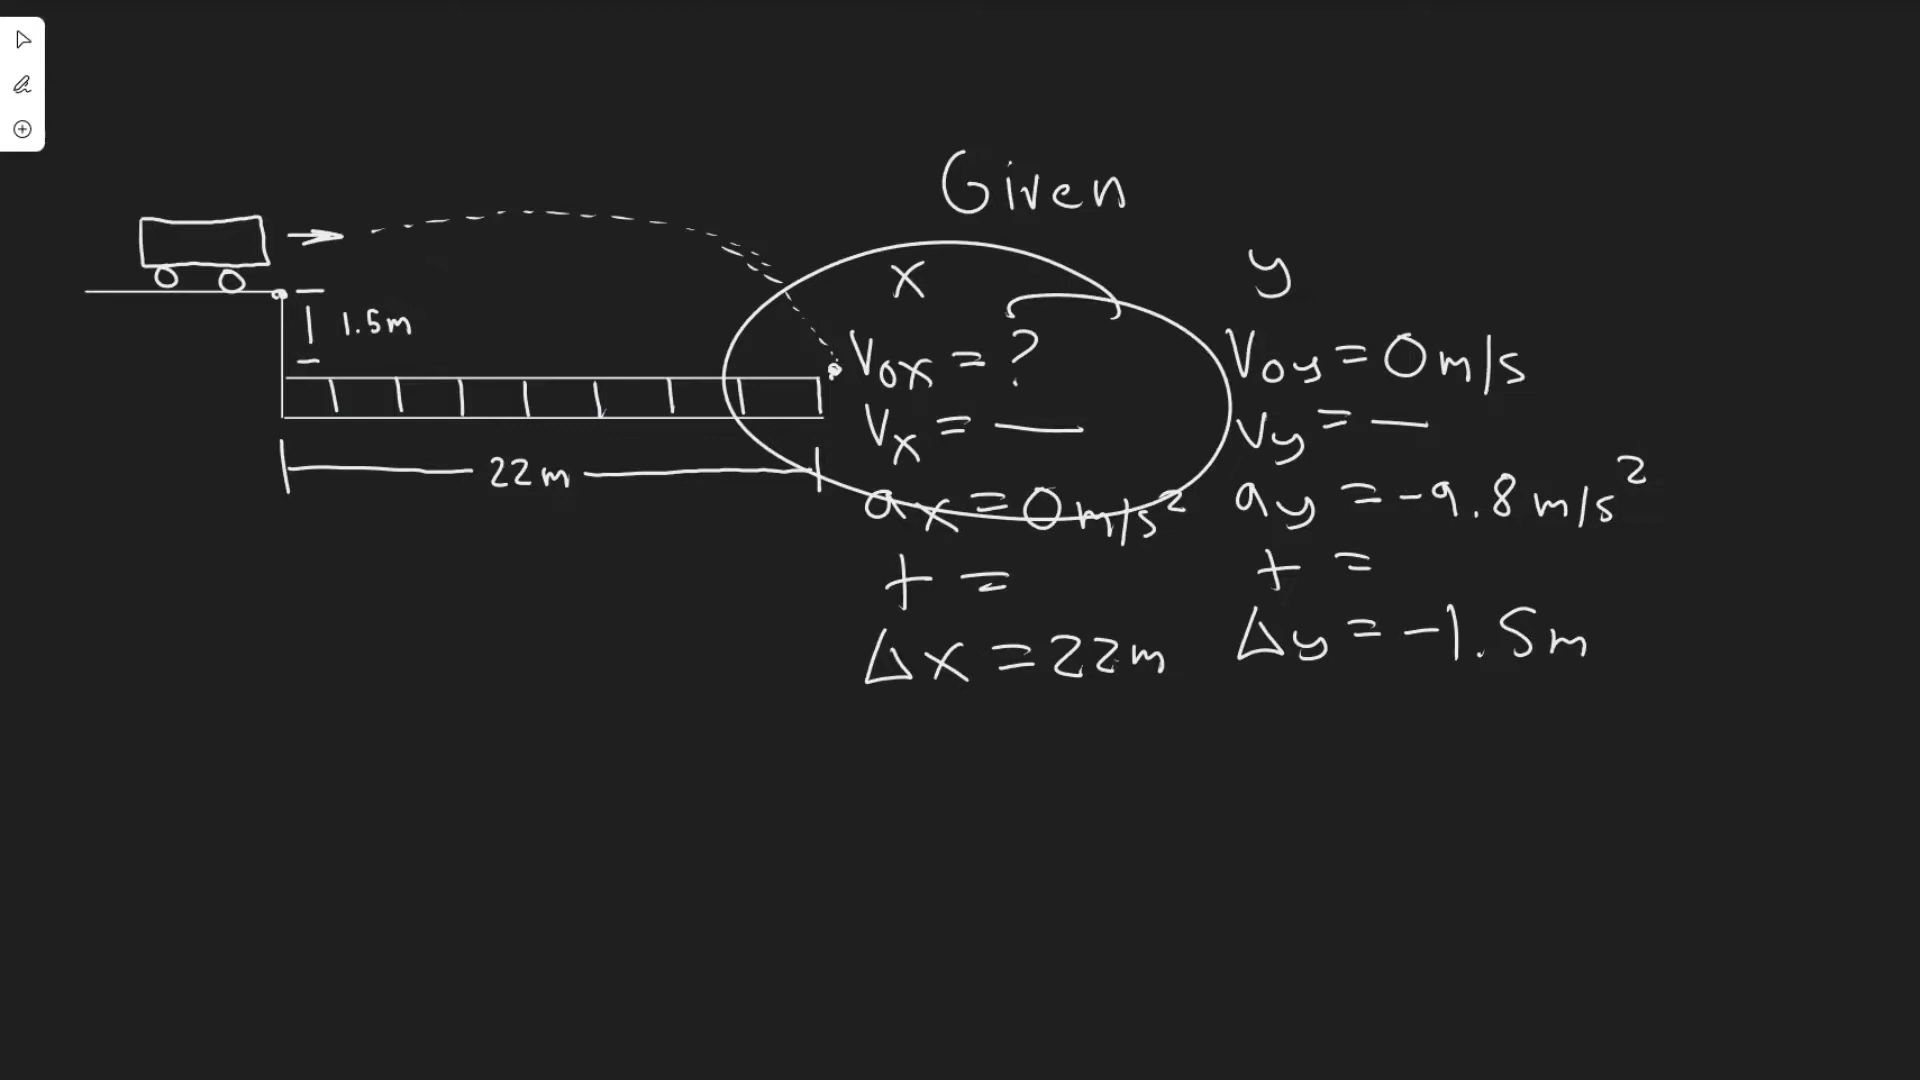 Given
1.5m
22m
x
Vox = ?
Vx = —
ax = 0 m/s²
t =
Δx = 22m
y
Voy = 0 m/s
Vy = —
ay = -9.8 m/s²
t =
Δy = -1.5m